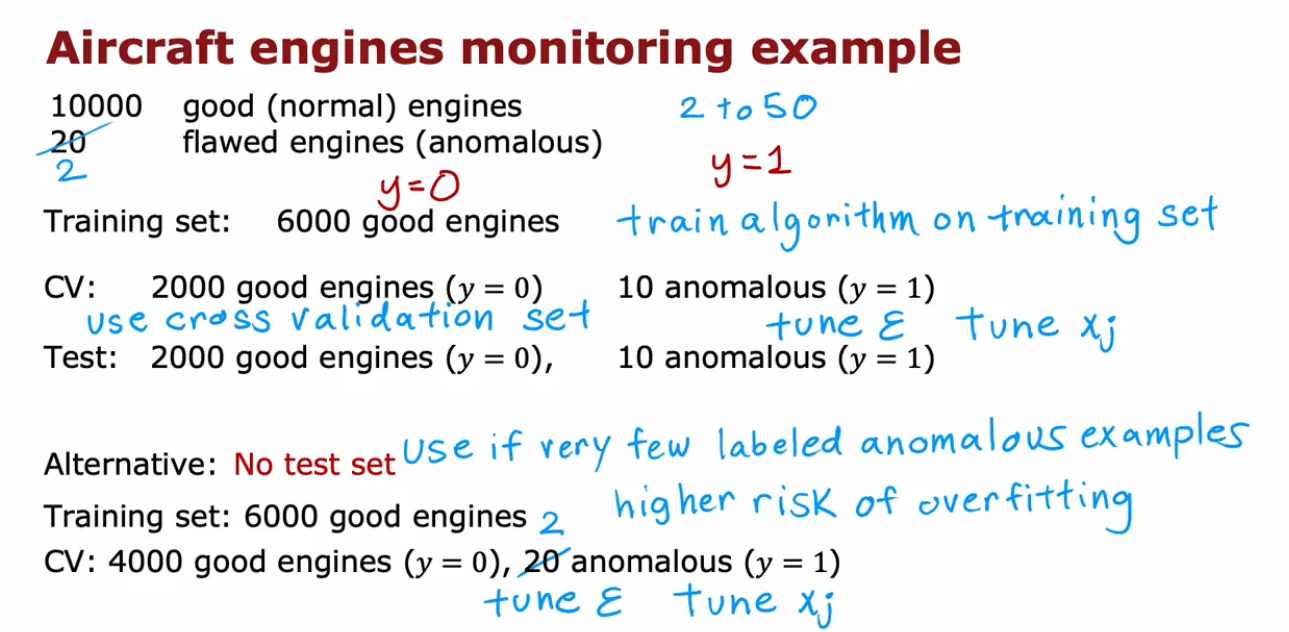 Aircraft engines monitoring example
10000 good (normal) engines 2 to 50
20 flawed engines (anomalous)
2 y=0 y=1
Training set: 6000 good engines train algorithm on training set
CV: 2000 good engines (y = 0) 10 anomalous (y = 1)
use cross validation set tune ε tune xj
Test: 2000 good engines (y = 0), 10 anomalous (y = 1)
Alternative: No test set Use if very few labeled anomalous examples
Training set: 6000 good engines 2 higher risk of overfitting
CV: 4000 good engines (y = 0), 20 anomalous (y = 1)
tune ε tune xj